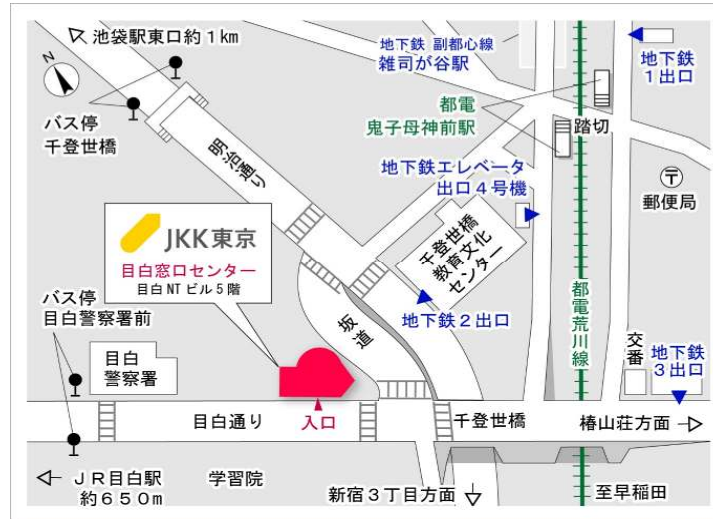 N
池袋駅東口約1km
バス停
千登世橋
明治通り
地下鉄 副都心線
雑司が谷駅
都電
鬼子母神前駅
踏切
地下鉄
1出口
郵便局
地下鉄エレベータ
出口4号機
千登世橋
教育文化
センター
地下鉄2出口
JKK東京
目白窓口センター
目白NTビル5階
バス停
目白警察署前
目白
警察署
坂道
都電荒川線
交番
地下鉄
3出口
目白通り
入口
千登世橋
椿山荘方面
JR目白駅
約650m
学習院
新宿3丁目方面
至早稲田